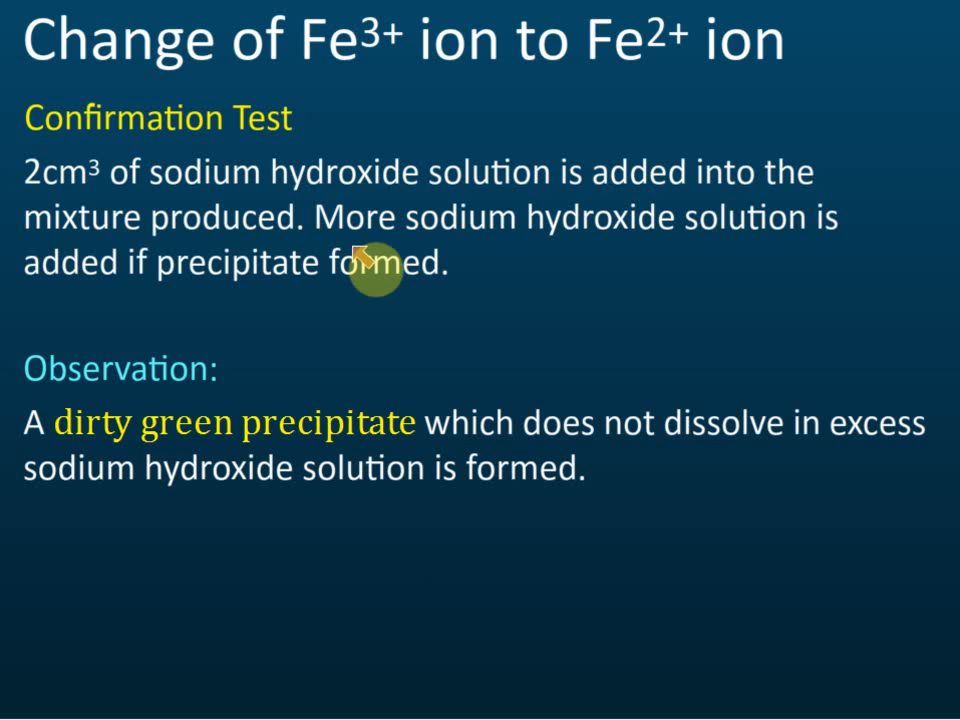 Change of Fe³⁺ ion to Fe²⁺ ion
Confirmation Test
2cm³ of sodium hydroxide solution is added into the
mixture produced. More sodium hydroxide solution is
added if precipitate formed.
Observation:
A dirty green precipitate which does not dissolve in excess
sodium hydroxide solution is formed.